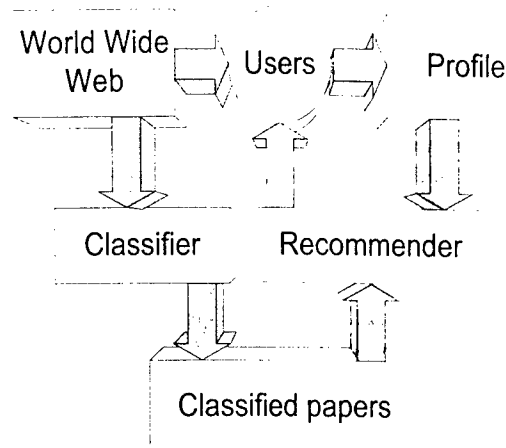 World Wide
Web
Users
Profile
Classifier
Recommender
Classified papers